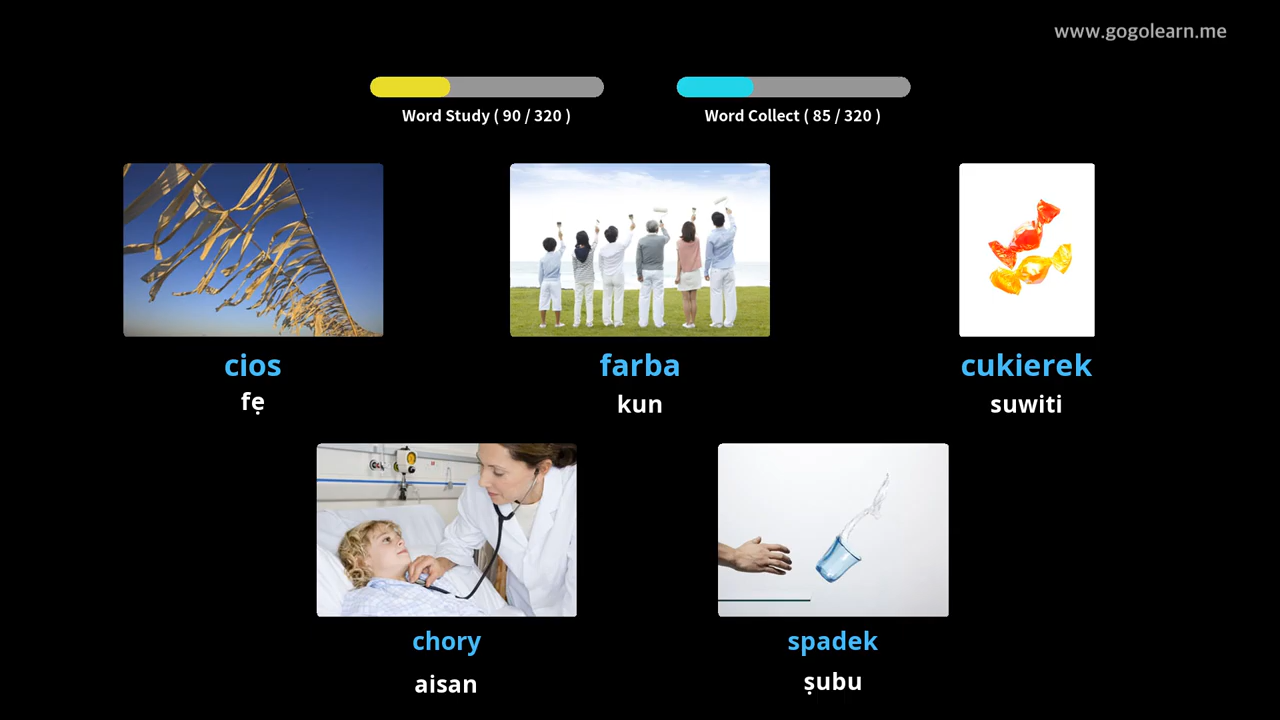 www.gogolearn.me
Word Study ( 90 / 320 )
Word Collect ( 85 / 320 )
cios
fẹ
farba
kun
cukierek
suwiti
chory
aisan
spadek
ṣubu